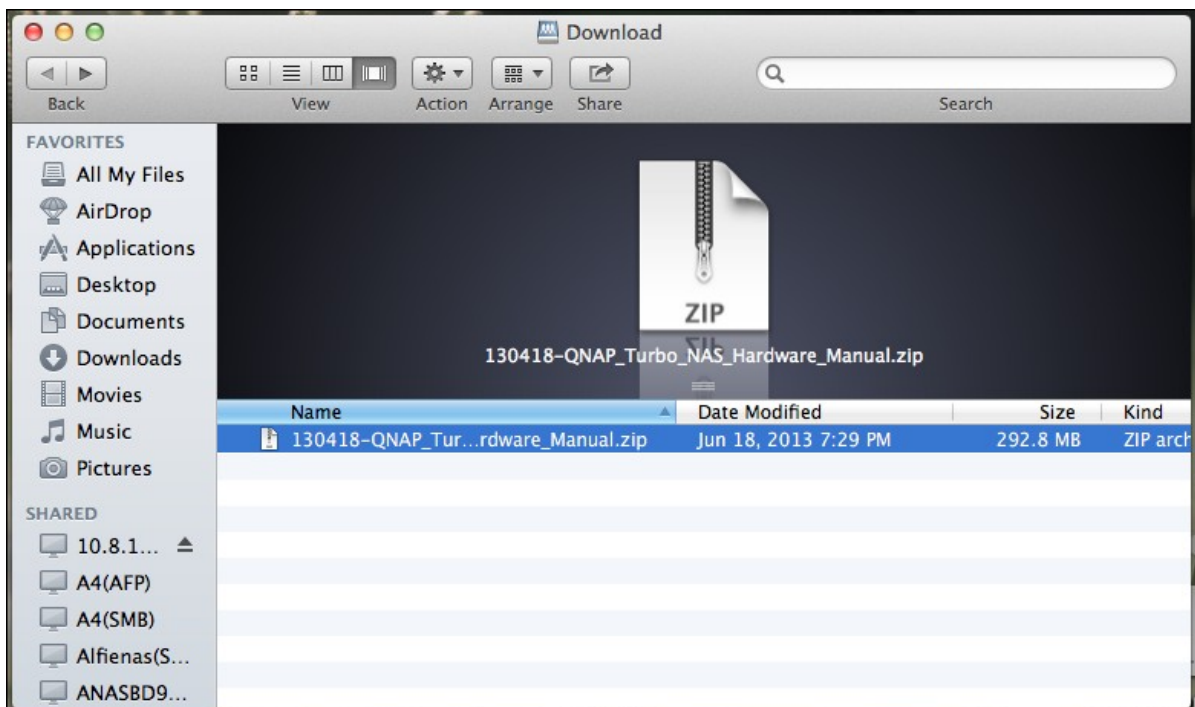 Download
Back View Action Arrange Share Search
FAVORITES
All My Files
AirDrop
Applications
Desktop
Documents
Downloads
Movies
Music
Pictures
SHARED
10.8.1...
A4(AFP)
A4(SMB)
Alfienas(S...
ANASBD9...
ZIP
130418-QNAP_Turbo_NAS_Hardware_Manual.zip
Name Date Modified Size Kind
130418-QNAP_Tur...rdware_Manual.zip Jun 18, 2013 7:29 PM 292.8 MB ZIP arch